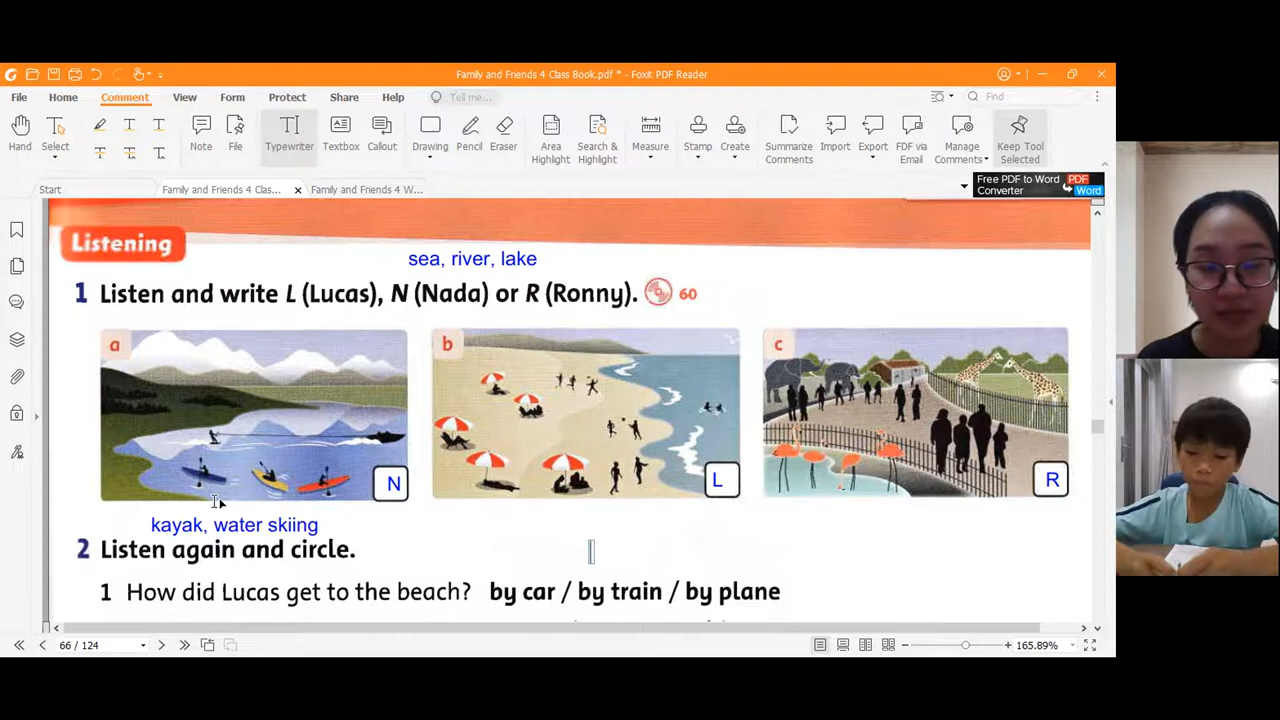 Family and Friends 4 Class Book.pdf * - Foxit PDF Reader
File Home Comment View Form Protect Share Help Tell me... Find
Hand Select Note File Typewriter Textbox Callout Drawing Pencil Eraser Area Highlight Search & Highlight Measure Stamp Create Summarize Comments Import Export FDF via Email Manage Comments Keep Tool Selected
Start Family and Friends 4 Clas... Family and Friends 4 W...
Free PDF to Word Converter PDF Word
Listening
sea, river, lake
1 Listen and write L (Lucas), N (Nada) or R (Ronny). 60
a b c
N L R
kayak, water skiing
2 Listen again and circle.
1 How did Lucas get to the beach? by car / by train / by plane
66 / 124 165.89%